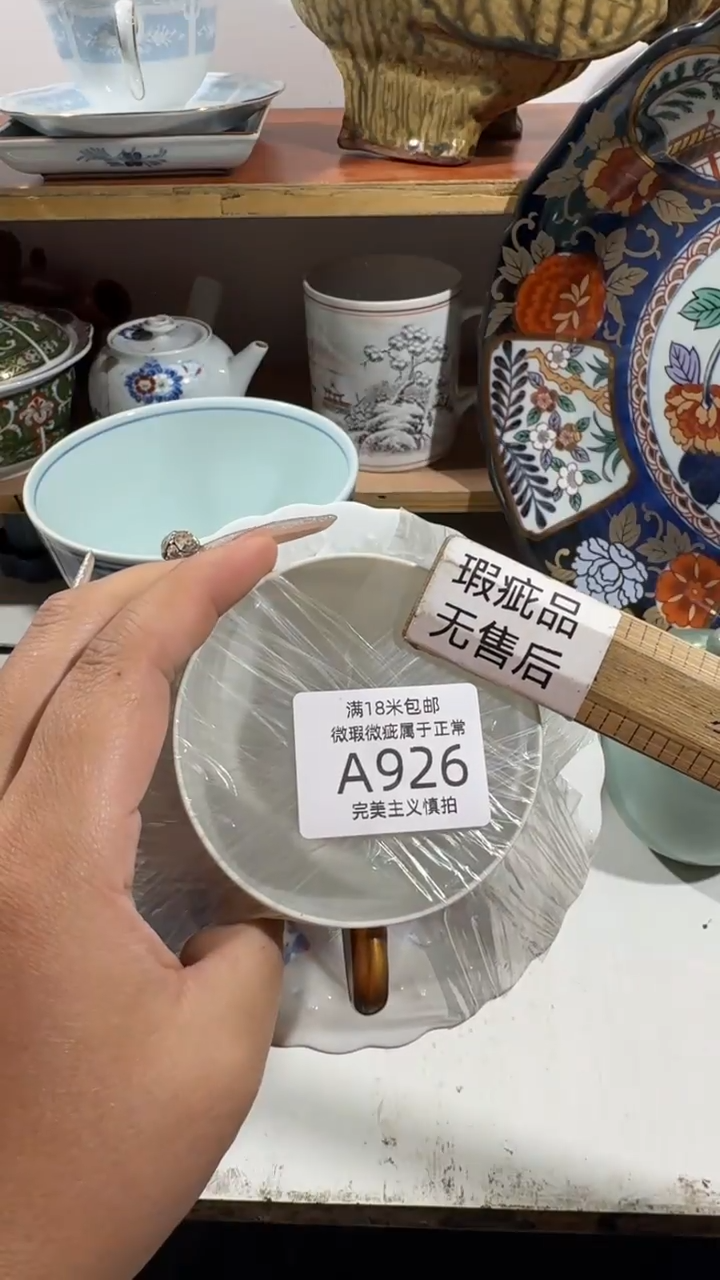 瑕疵品
无售后
满18米包邮
微瑕微疵属于正常
A926
完美主义慎拍